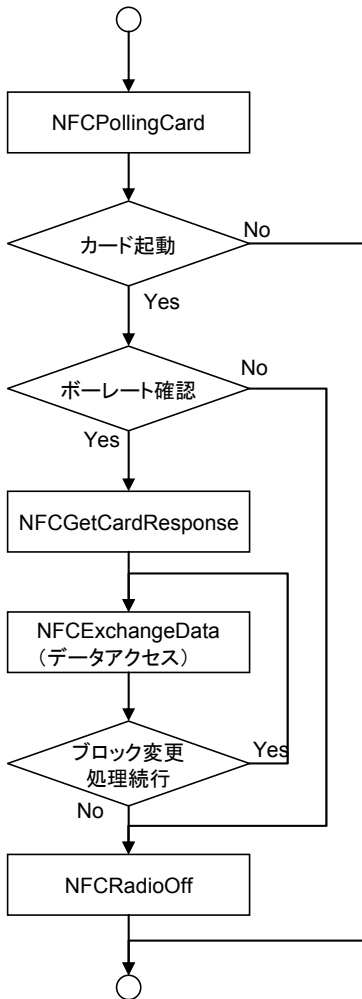 NFCPollingCard
カード起動
No
Yes
ボーレート確認
No
Yes
NFCGetCardResponse
NFCExchangeData
（データアクセス）
ブロック変更
処理続行
Yes
No
NFCRadioOff